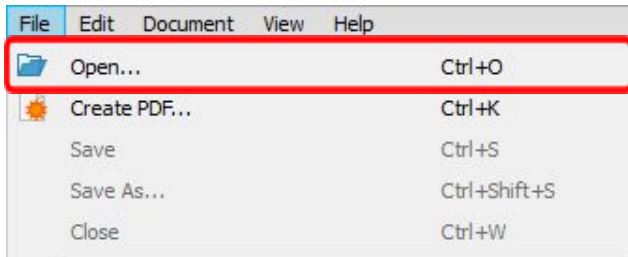 File Edit Document View Help
Open... Ctrl+O
Create PDF... Ctrl+K
Save Ctrl+S
Save As... Ctrl+Shift+S
Close Ctrl+W